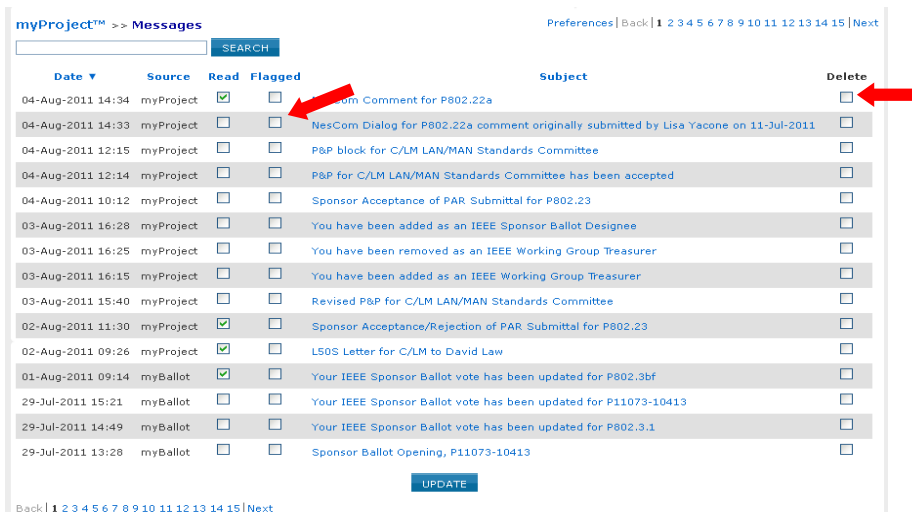 myProject™ >> Messages
Preferences | Back | 1 2 3 4 5 6 7 8 9 10 11 12 13 14 15 | Next
SEARCH
Date ▼ Source Read Flagged Subject Delete
04-Aug-2011 14:34 myProject Comment for P802.22a
04-Aug-2011 14:33 myProject NesCom Dialog for P802.22a comment originally submitted by Lisa Yacone on 11-Jul-2011
04-Aug-2011 12:15 myProject P&P block for C/LM LAN/MAN Standards Committee
04-Aug-2011 12:14 myProject P&P for C/LM LAN/MAN Standards Committee has been accepted
04-Aug-2011 10:12 myProject Sponsor Acceptance of PAR Submittal for P802.23
03-Aug-2011 16:28 myProject You have been added as an IEEE Sponsor Ballot Designee
03-Aug-2011 16:25 myProject You have been removed as an IEEE Working Group Treasurer
03-Aug-2011 16:15 myProject You have been added as an IEEE Working Group Treasurer
03-Aug-2011 15:40 myProject Revised P&P for C/LM LAN/MAN Standards Committee
02-Aug-2011 11:30 myProject Sponsor Acceptance/Rejection of PAR Submittal for P802.23
02-Aug-2011 09:26 myProject L50S Letter for C/LM to David Law
01-Aug-2011 09:14 myBallot Your IEEE Sponsor Ballot vote has been updated for P802.3bf
29-Jul-2011 15:21 myBallot Your IEEE Sponsor Ballot vote has been updated for P11073-10413
29-Jul-2011 14:49 myBallot Your IEEE Sponsor Ballot vote has been updated for P802.3.1
29-Jul-2011 13:28 myBallot Sponsor Ballot Opening, P11073-10413
UPDATE
Back | 1 2 3 4 5 6 7 8 9 10 11 12 13 14 15 | Next